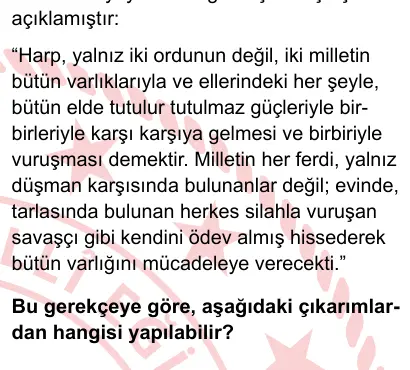 açıklamıştır:
“Harp, yalnız iki ordunun değil, iki milletin
bütün varlıklarıyla ve ellerindeki her şeyle,
bütün elde tutulur tutulmaz güçleriyle bir-
birleriyle karşı karşıya gelmesi ve birbiriyle
vuruşması demektir. Milletin her ferdi, yalnız
düşman karşısında bulunanlar değil; evinde,
tarlasında bulunan herkes silahla vuruşan
savaşçı gibi kendini ödev almış hissederek
bütün varlığını mücadeleye verecekti.”
Bu gerekçeye göre, aşağıdaki çıkarımlar-
dan hangisi yapılabilir?